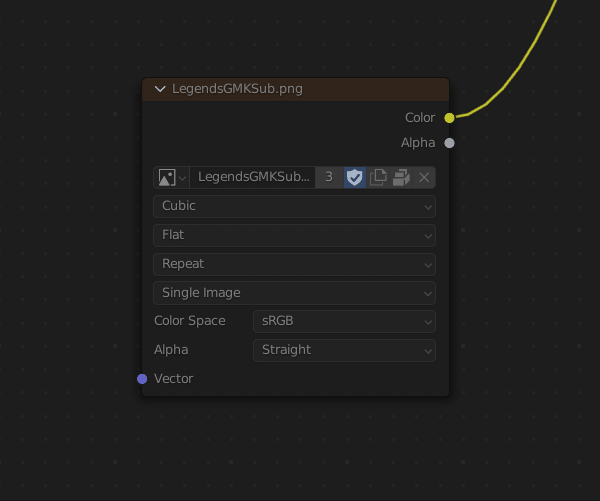 LegendsGMKSub.png
Color
Alpha
LegendsGMKSub... 3
Cubic
Flat
Repeat
Single Image
Color Space sRGB
Alpha Straight
Vector